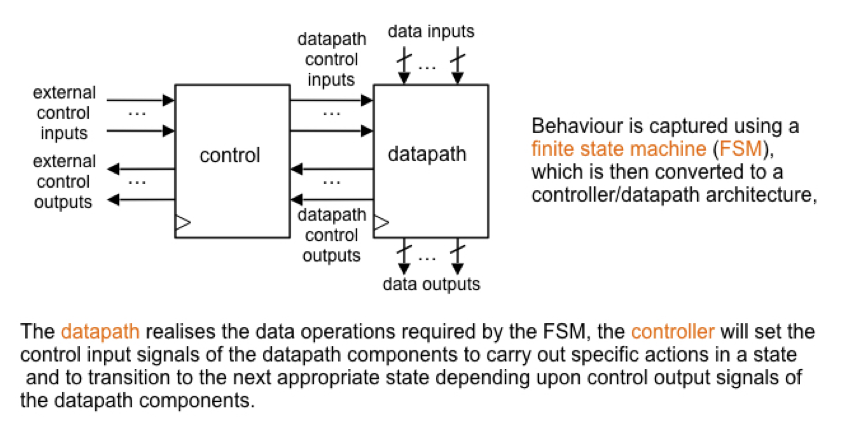 data inputs
datapath
control
inputs
...
external
control
inputs
...
...
external
control
outputs
...
control
datapath
...
datapath
control
outputs
...
data outputs
Behaviour is captured using a
finite state machine (FSM),
which is then converted to a
controller/datapath architecture,
The datapath realises the data operations required by the FSM, the controller will set the
control input signals of the datapath components to carry out specific actions in a state
and to transition to the next appropriate state depending upon control output signals of
the datapath components.